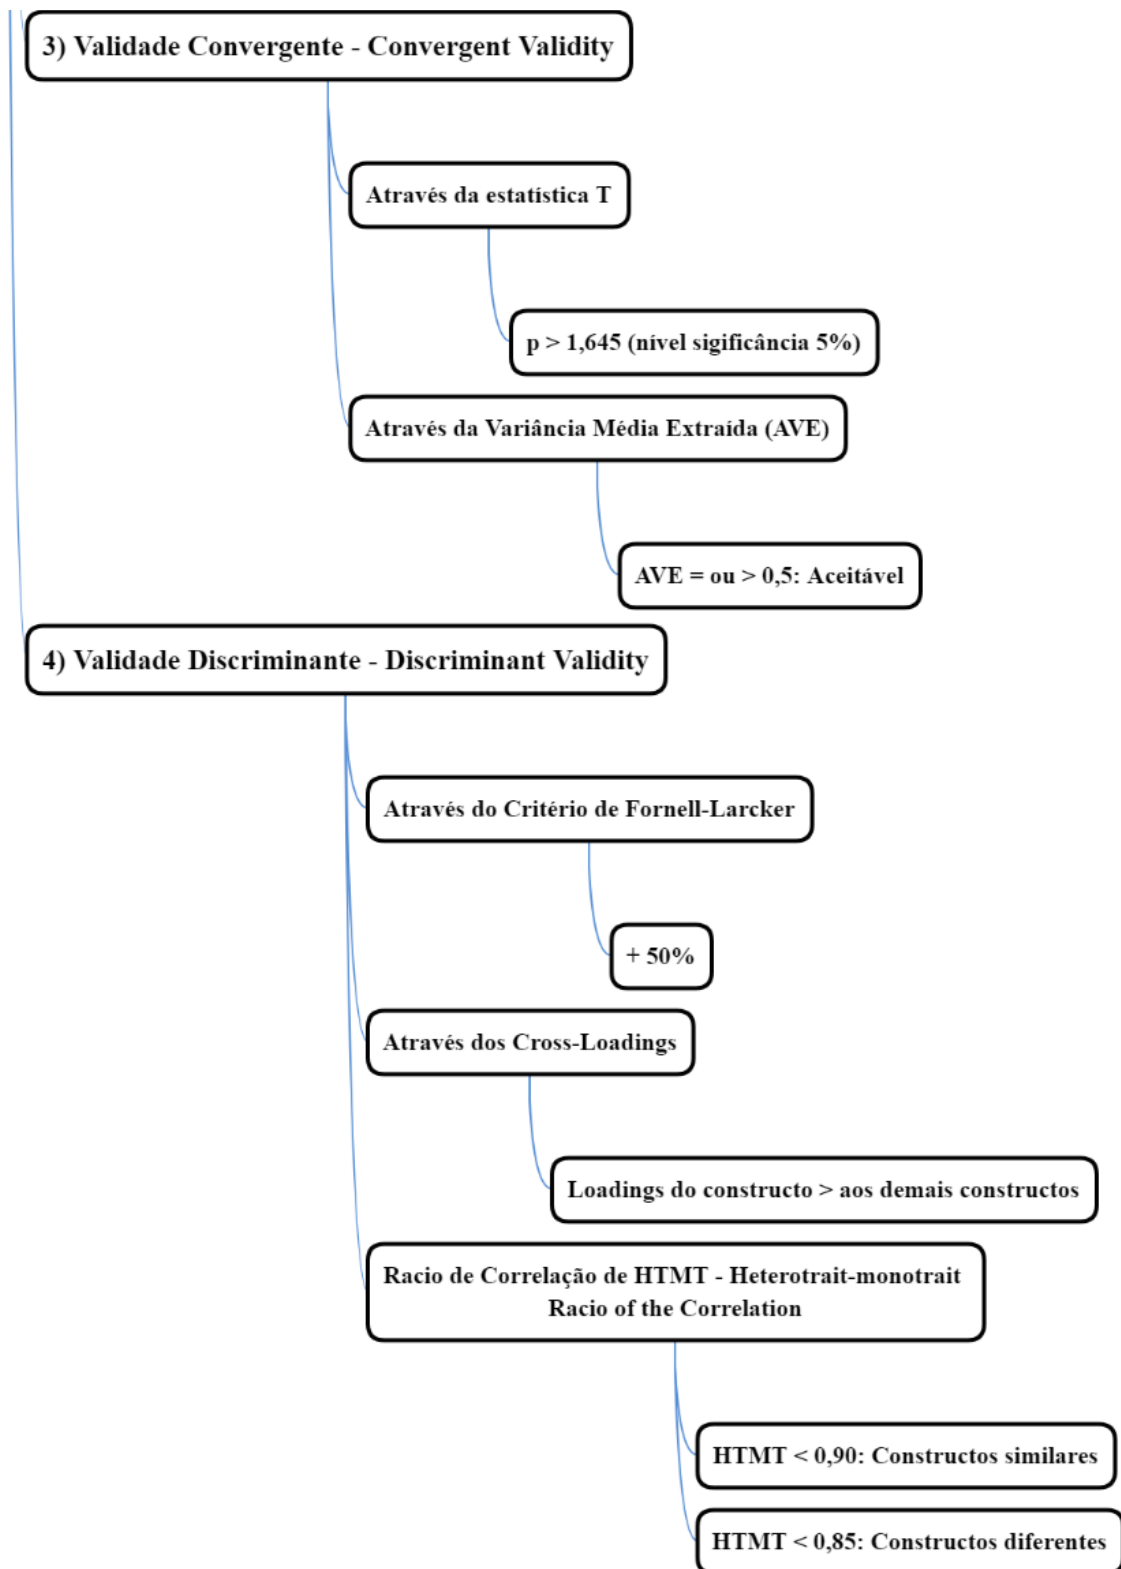 3) Validade Convergente - Convergent Validity
Através da estatística T
p > 1,645 (nível sigificância 5%)
Através da Variância Média Extraída (AVE)
AVE = ou > 0,5: Aceitável
4) Validade Discriminante - Discriminant Validity
Através do Critério de Fornell-Larcker
+ 50%
Através dos Cross-Loadings
Loadings do constructo > aos demais constructos
Racio de Correlação de HTMT - Heterotrait-monotrait
Racio of the Correlation
HTMT < 0,90: Constructos similares
HTMT < 0,85: Constructos diferentes